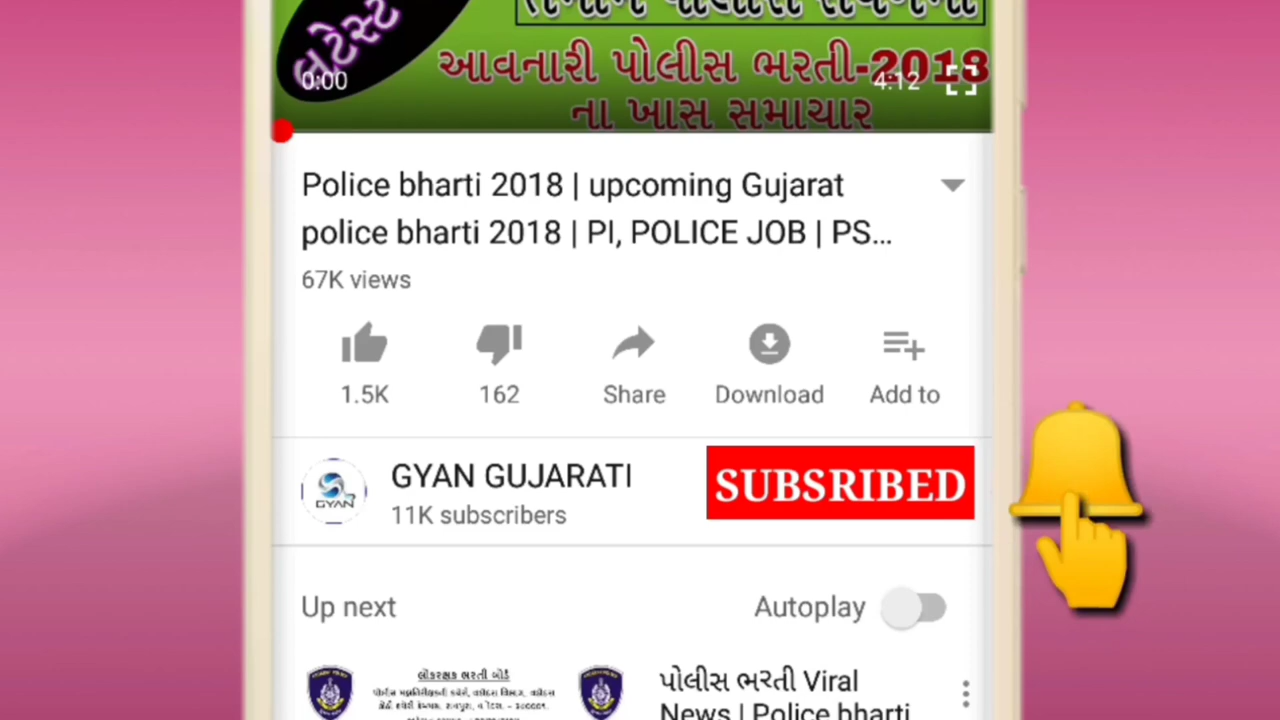 લેટેસ્ટ
તમામ પોલીસ
આવનારી પોલીસ ભરતી-2018
0:00
4:12
ના ખાસ સમાચાર
Police bharti 2018 | upcoming Gujarat
police bharti 2018 | PI, POLICE JOB | PS...
67K views
1.5K
162
Share
Download
Add to
GYAN
GYAN GUJARATI
SUBSRIBED
11K subscribers
Up next
Autoplay
લોકરક્ષક ભરતી બોર્ડ
પોલીસ ભરતી Viral
News | Police bharti